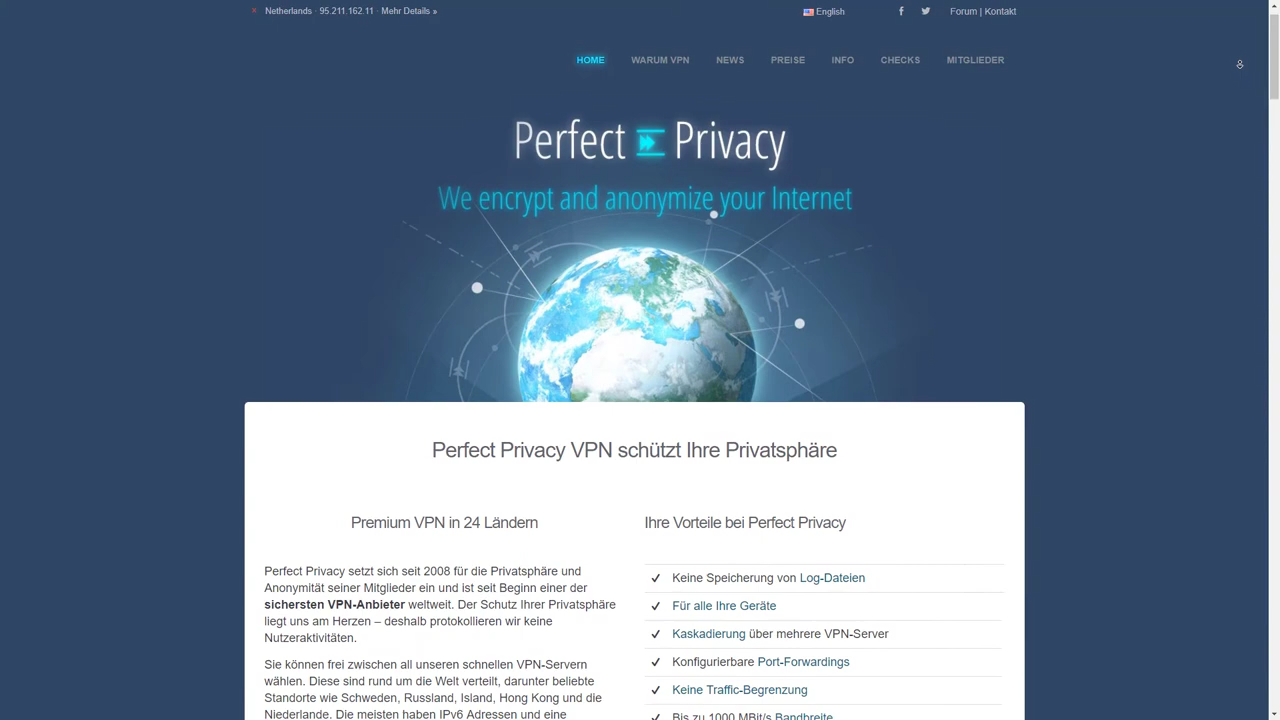 Netherlands · 95.211.162.11 · Mehr Details »
English
Forum | Kontakt
HOME WARUM VPN NEWS PREISE INFO CHECKS MITGLIEDER
Perfect Privacy
We encrypt and anonymize your Internet
Perfect Privacy VPN schützt Ihre Privatsphäre
Premium VPN in 24 Ländern
Perfect Privacy setzt sich seit 2008 für die Privatsphäre und
Anonymität seiner Mitglieder ein und ist seit Beginn einer der
sichersten VPN-Anbieter weltweit. Der Schutz Ihrer Privatsphäre
liegt uns am Herzen – deshalb protokollieren wir keine
Nutzeraktivitäten.
Sie können frei zwischen all unseren schnellen VPN-Servern
wählen. Diese sind rund um die Welt verteilt, darunter beliebte
Standorte wie Schweden, Russland, Island, Hong Kong und die
Niederlande. Die meisten haben IPv6 Adressen und eine
Ihre Vorteile bei Perfect Privacy
Keine Speicherung von Log-Dateien
Für alle Ihre Geräte
Kaskadierung über mehrere VPN-Server
Konfigurierbare Port-Forwardings
Keine Traffic-Begrenzung
Bis zu 1000 MBit/s Bandbreite